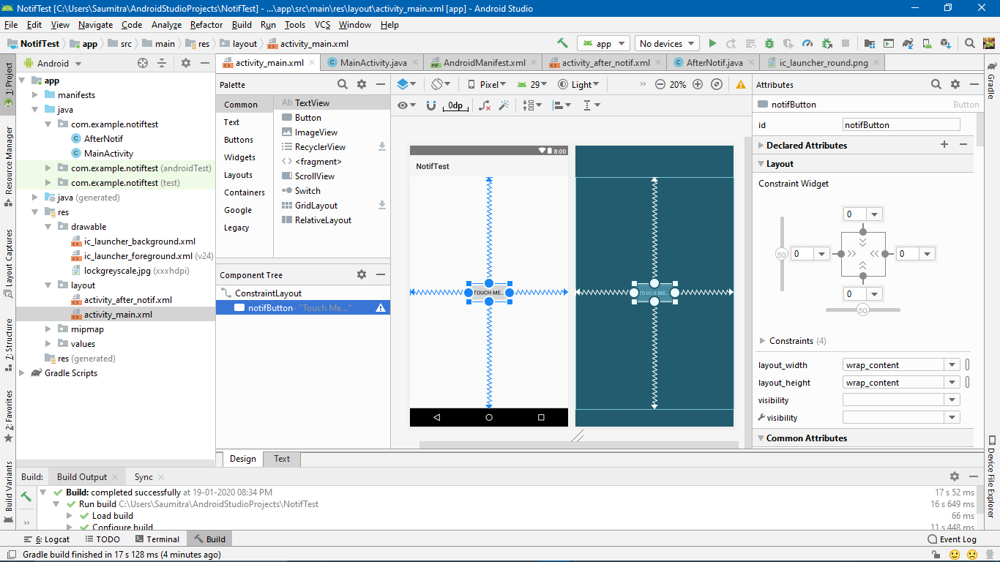 NotifTest [C:\Users\Saumitra\AndroidStudioProjects\NotifTest] - ...\app\src\main\res\layout\activity_main.xml [app] - Android Studio
File Edit View Navigate Code Analyze Refactor Build Run Tools VCS Window Help
NotifTest app src main res layout activity_main.xml app No devices
1: Project
Resource Manager
Layout Captures
7: Structure
2: Favorites
Build Variants
Android
app
manifests
java
com.example.notiftest
AfterNotif
MainActivity
com.example.notiftest (androidTest)
com.example.notiftest (test)
java (generated)
res
drawable
ic_launcher_background.xml
ic_launcher_foreground.xml (v24)
lockgreyscale.jpg (xxxhdpi)
layout
activity_after_notif.xml
activity_main.xml
mipmap
values
res (generated)
Gradle Scripts
activity_main.xml MainActivity.java AndroidManifest.xml activity_after_notif.xml AfterNotif.java ic_launcher_round.png
Palette
Common
Text
Buttons
Widgets
Layouts
Containers
Google
Legacy
Ab TextView
Button
ImageView
RecyclerView
<fragment>
ScrollView
Switch
GridLayout
RelativeLayout
Component Tree
ConstraintLayout
notifButton- "Touch Me..."
Pixel 29 Light 20%
0dp
8:00
NotifTest
TOUCH ME..
TOUCH ME..
Design Text
Attributes
notifButton Button
id notifButton
Declared Attributes
Layout
Constraint Widget
0
50 0 0
0
50
Constraints (4)
layout_width wrap_content
layout_height wrap_content
visibility
visibility
Common Attributes
Gradle
Device File Explorer
Build: Build Output Sync
Build: completed successfully at 19-01-2020 08:34 PM 17 s 52 ms
Run build C:\Users\Saumitra\AndroidStudioProjects\NotifTest 16 s 649 ms
Load build 66 ms
Configure build 11 s 448 ms
6: Logcat TODO Terminal Build Event Log
Gradle build finished in 17 s 128 ms (4 minutes ago)